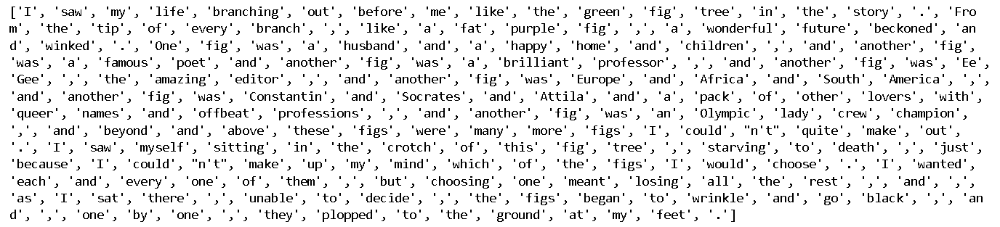 ['I', 'saw', 'my', 'life', 'branching', 'out', 'before', 'me', 'like', 'the', 'green', 'fig', 'tree', 'in', 'the', 'story', '.', 'Fro
m', 'the', 'tip', 'of', 'every', 'branch', ',', 'like', 'a', 'fat', 'purple', 'fig', ',', 'a', 'wonderful', 'future', 'beckoned', 'an
d', 'winked', '.', 'One', 'fig', 'was', 'a', 'husband', 'and', 'a', 'happy', 'home', 'and', 'children', ',', 'and', 'another', 'fig',
'was', 'a', 'famous', 'poet', 'and', 'another', 'fig', 'was', 'a', 'brilliant', 'professor', ',', 'and', 'another', 'fig', 'was', 'Ee',
'Gee', ',', 'the', 'amazing', 'editor', ',', 'and', 'another', 'fig', 'was', 'Europe', 'and', 'Africa', 'and', 'South', 'America', ',',
'and', 'another', 'fig', 'was', 'Constantin', 'and', 'Socrates', 'and', 'Attila', 'and', 'a', 'pack', 'of', 'other', 'lovers', 'with',
'queer', 'names', 'and', 'offbeat', 'professions', ',', 'and', 'another', 'fig', 'was', 'an', 'Olympic', 'lady', 'crew', 'champion',
',', 'and', 'beyond', 'and', 'above', 'these', 'figs', 'were', 'many', 'more', 'figs', 'I', 'could', "n't", 'quite', 'make', 'out',
'.', 'I', 'saw', 'myself', 'sitting', 'in', 'the', 'crotch', 'of', 'this', 'fig', 'tree', ',', 'starving', 'to', 'death', ',', 'just',
'because', 'I', 'could', "n't", 'make', 'up', 'my', 'mind', 'which', 'of', 'the', 'figs', 'I', 'would', 'choose', '.', 'I', 'wanted',
'each', 'and', 'every', 'one', 'of', 'them', ',', 'but', 'choosing', 'one', 'meant', 'losing', 'all', 'the', 'rest', ',', 'and', ',',
'as', 'I', 'sat', 'there', ',', 'unable', 'to', 'decide', ',', 'the', 'figs', 'began', 'to', 'wrinkle', 'and', 'go', 'black', ',', 'an
d', ',', 'one', 'by', 'one', ',', 'they', 'plopped', 'to', 'the', 'ground', 'at', 'my', 'feet', '.']